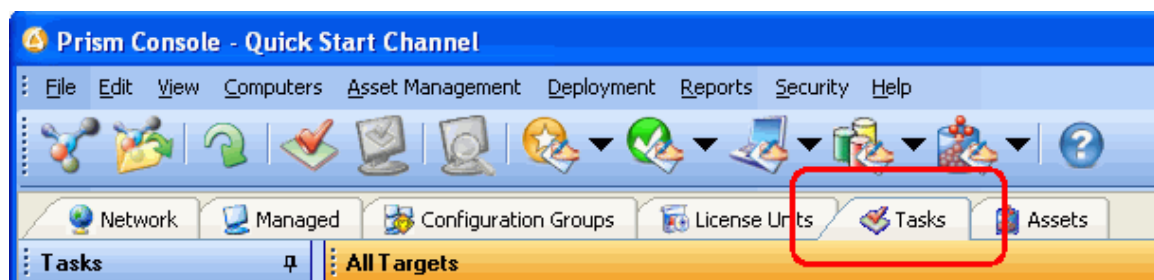 Prism Console - Quick Start Channel
File Edit View Computers Asset Management Deployment Reports Security Help
Network Managed Configuration Groups License Units Tasks Assets
Tasks All Targets